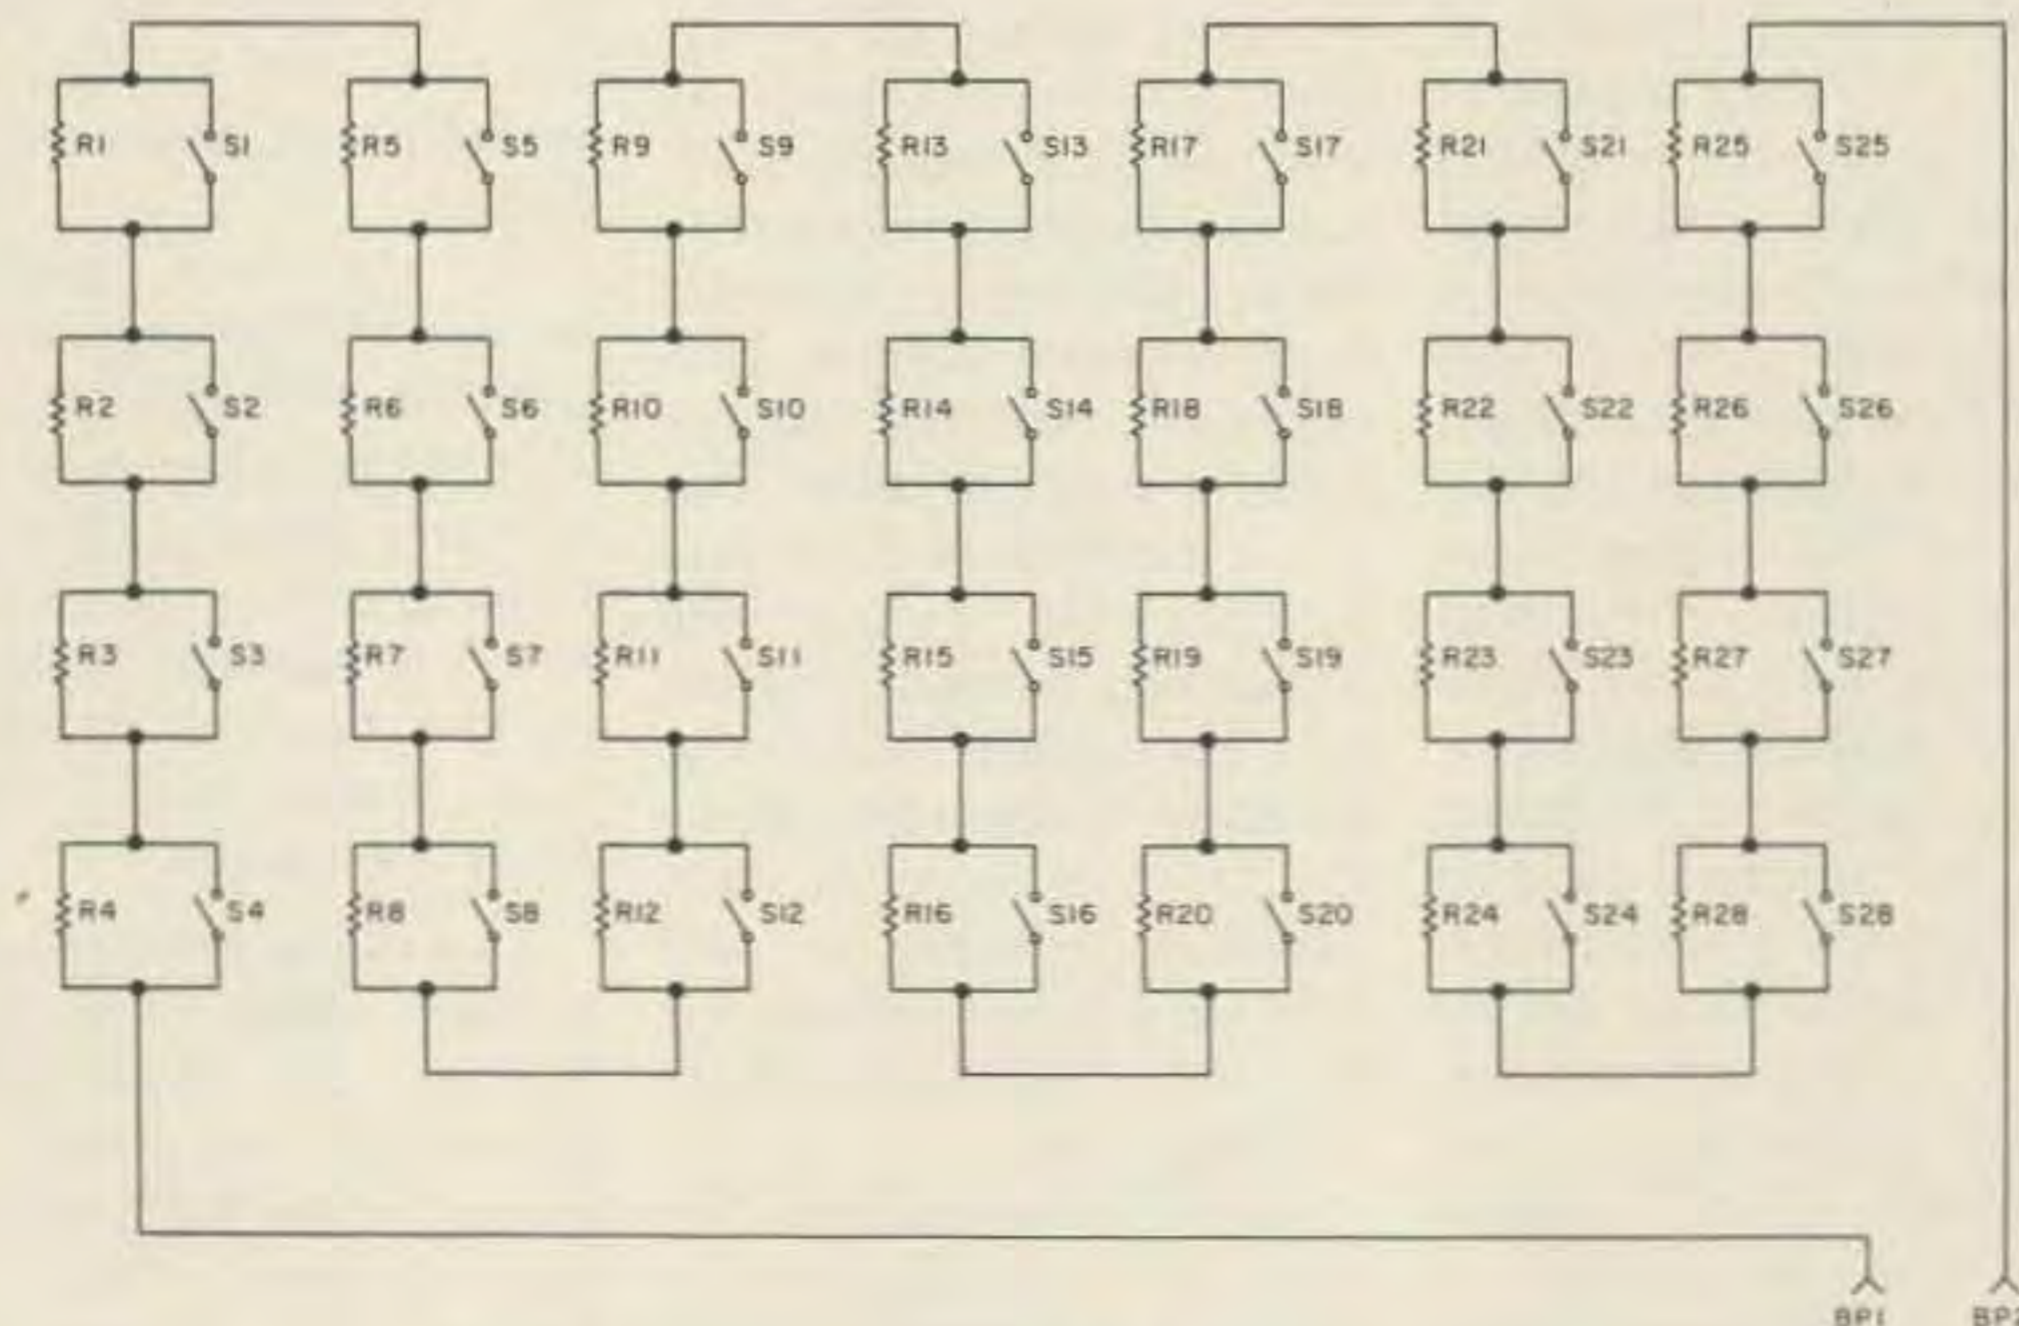 R1 S1 R5 S5 R9 S9 R13 S13 R17 S17 R21 S21 R25 S25
R2 S2 R6 S6 R10 S10 R14 S14 R18 S18 R22 S22 R26 S26
R3 S3 R7 S7 R11 S11 R15 S15 R19 S19 R23 S23 R27 S27
R4 S4 R8 S8 R12 S12 R16 S16 R20 S20 R24 S24 R28 S28
BP1 BP2